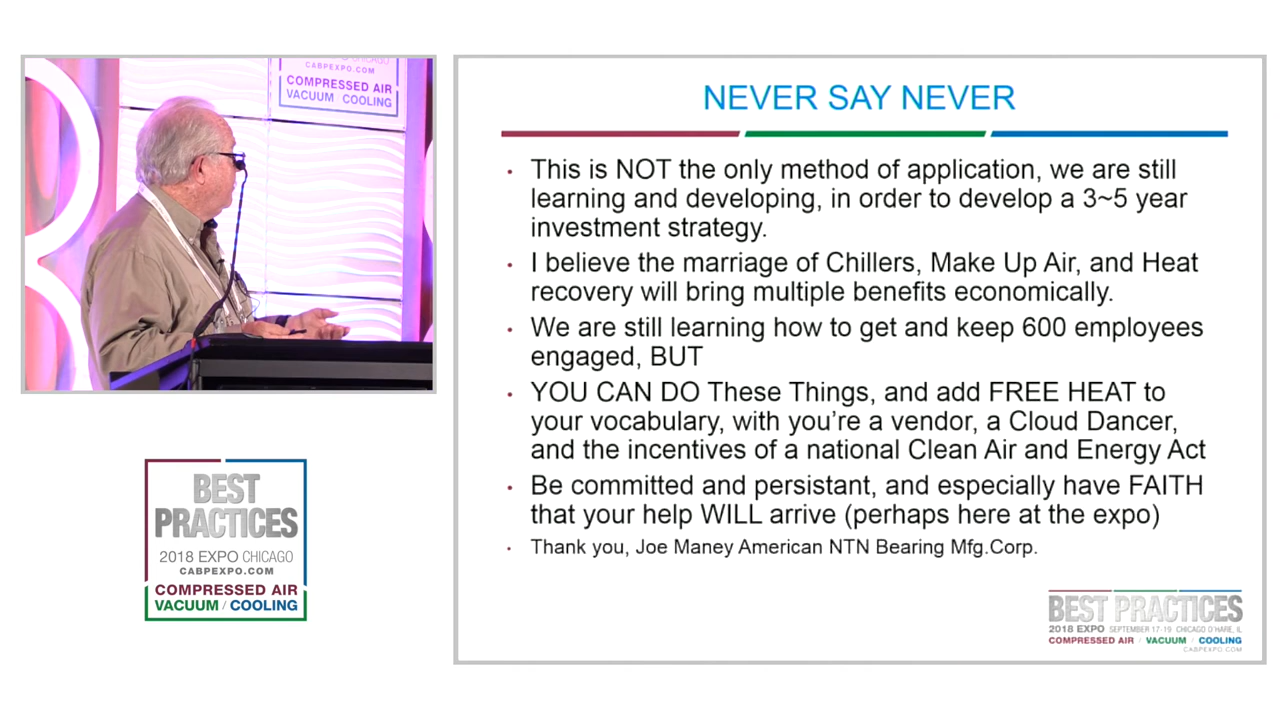 CHICAGO
CABPEXPO.COM
COMPRESSED AIR
VACUUM COOLING
BEST
PRACTICES
2018 EXPO CHICAGO
CABPEXPO.COM
COMPRESSED AIR
VACUUM / COOLING
NEVER SAY NEVER
• This is NOT the only method of application, we are still
learning and developing, in order to develop a 3~5 year
investment strategy.
• I believe the marriage of Chillers, Make Up Air, and Heat
recovery will bring multiple benefits economically.
• We are still learning how to get and keep 600 employees
engaged, BUT
• YOU CAN DO These Things, and add FREE HEAT to
your vocabulary, with you’re a vendor, a Cloud Dancer,
and the incentives of a national Clean Air and Energy Act
• Be committed and persistant, and especially have FAITH
that your help WILL arrive (perhaps here at the expo)
• Thank you, Joe Maney American NTN Bearing Mfg.Corp.
BEST PRACTICES
2018 EXPO SEPTEMBER 17-19 CHICAGO O'HARE, IL
COMPRESSED AIR / VACUUM / COOLING
CABPEXPO.COM